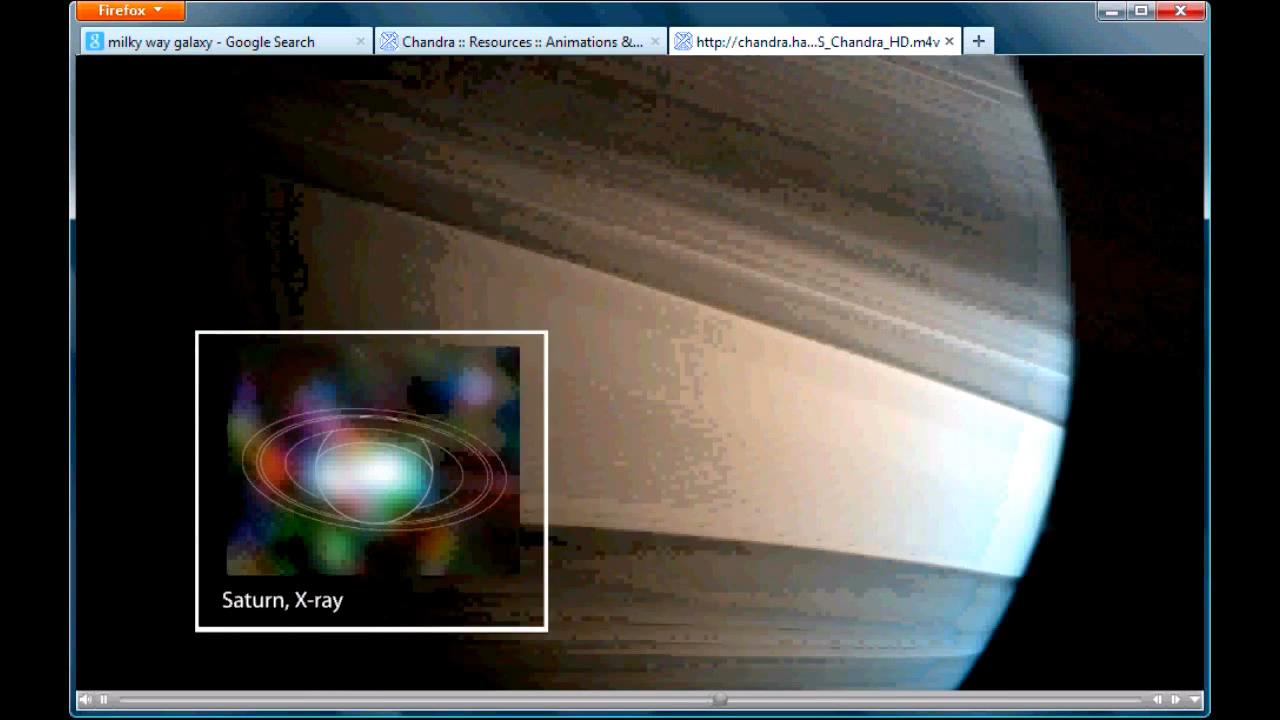 Firefox
milky way galaxy - Google Search
Chandra :: Resources :: Animations &...
http://chandra.ha...S_Chandra_HD.m4v
Saturn, X-ray